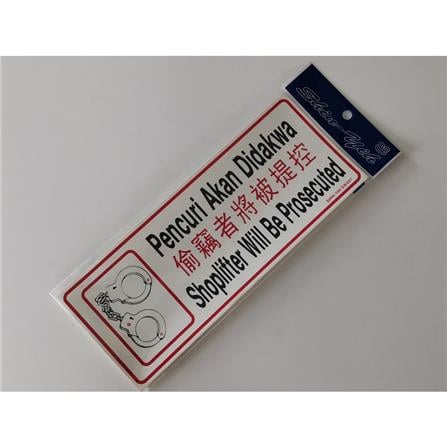 Pencuri Akan Didakwa
偷竊者將被提控
Shoplifter Will Be Prosecuted